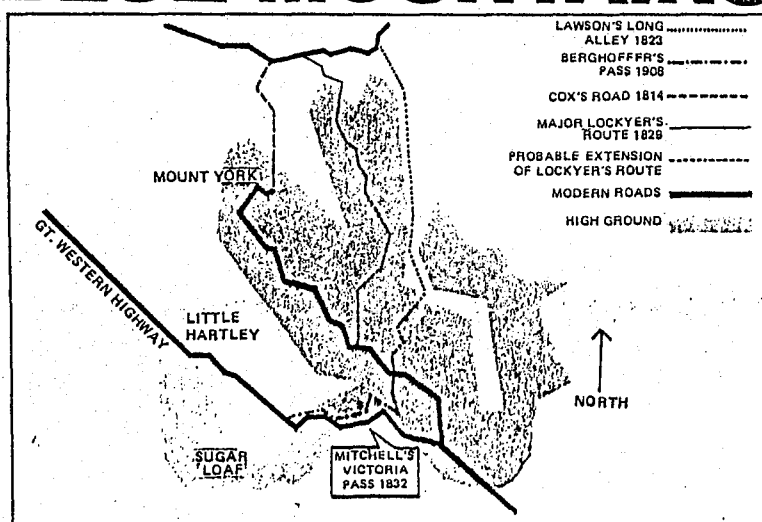 LAWSON'S LONG
ALLEY 1823
BERGHOFFFR'S
PASS 1908
COX'S ROAD 1814
MAJOR LOCKYER'S
ROUTE 1829
PROBABLE EXTENSION
OF LOCKYER'S ROUTE
MODERN ROADS
HIGH GROUND
MOUNT YORK
GT. WESTERN HIGHWAY
LITTLE
HARTLEY
NORTH
SUGAR
LOAF
MITCHELL'S
VICTORIA
PASS 1832